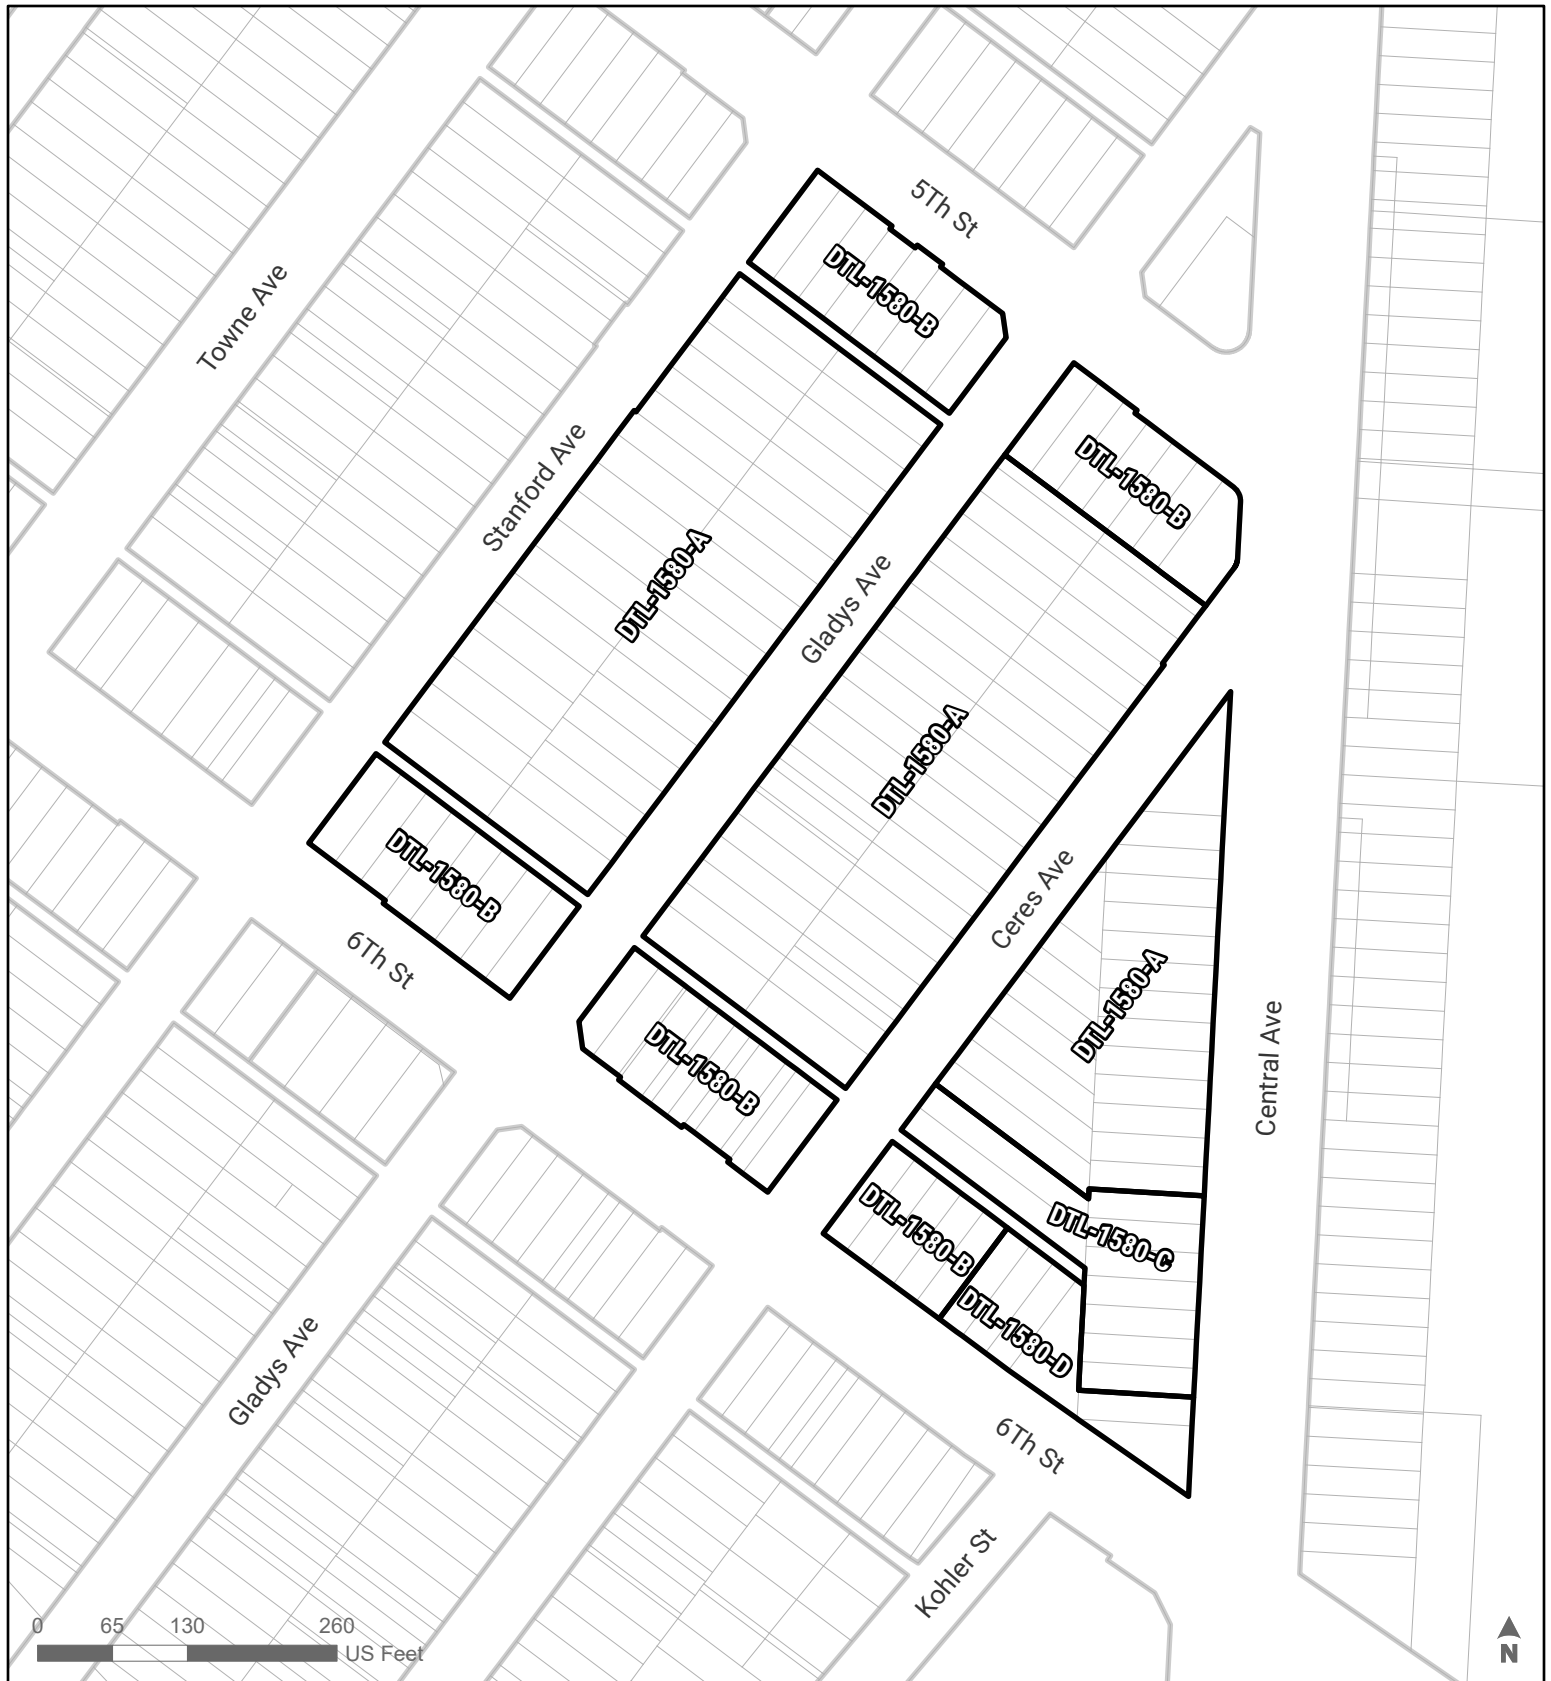 5Th St
DTL-1580-B
Towne Ave
DTL-1580-B
Stanford Ave
DTL-1580-A
Gladys Ave
DTL-1580-A
DTL-1580-B
Ceres Ave
6Th St
DTL-1580-A
DTL-1580-B
Central Ave
DTL-1580-B
DTL-1580-C
DTL-1580-D
Gladys Ave
6Th St
Kohler St
0 65 130 260
US Feet
N